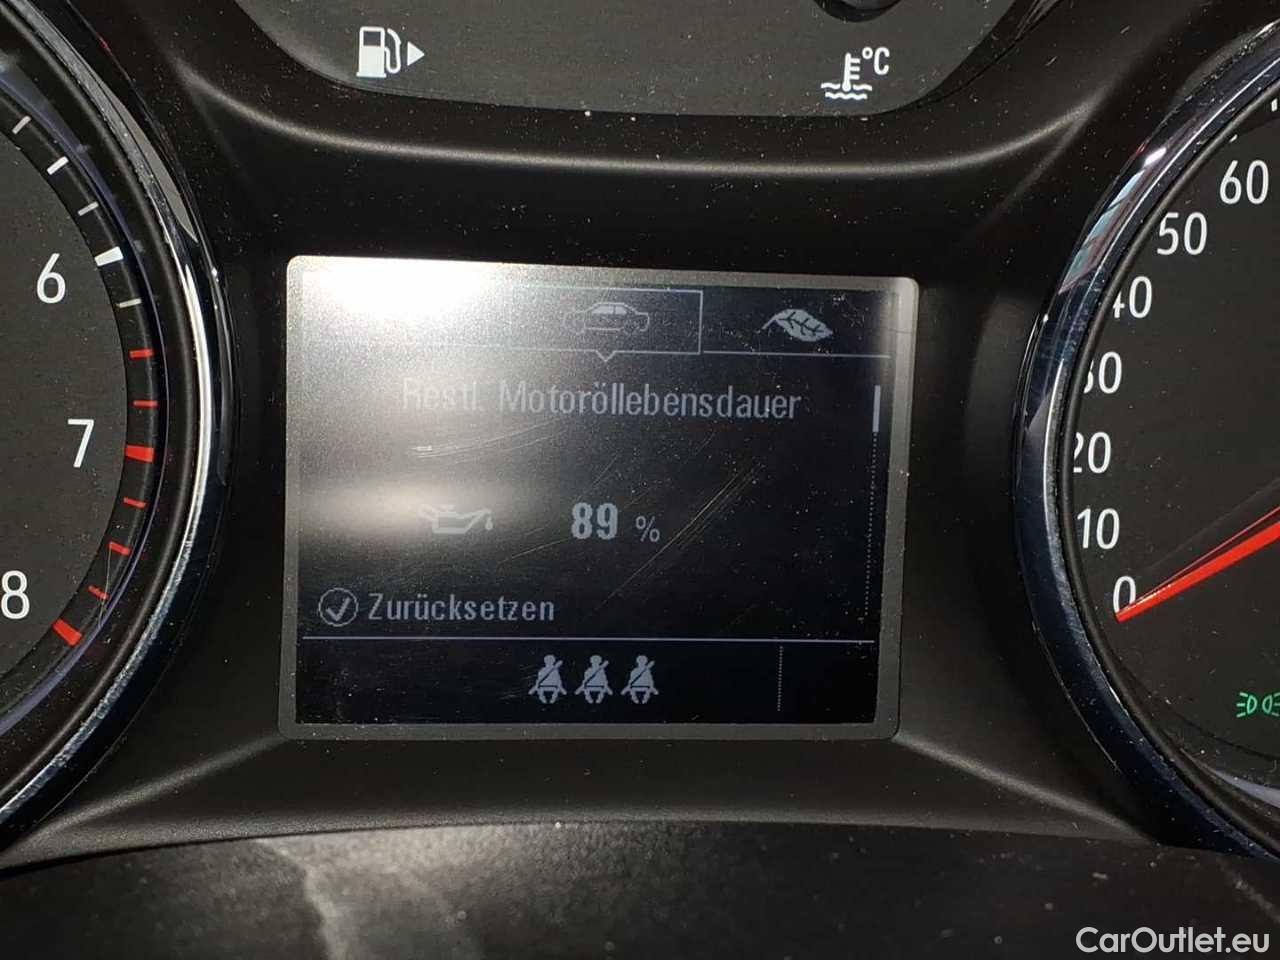 °C
6
7
8
Restl. Motoröllebensdauer
89 %
Zurücksetzen
60
50
40
30
20
10
0
CarOutlet.eu